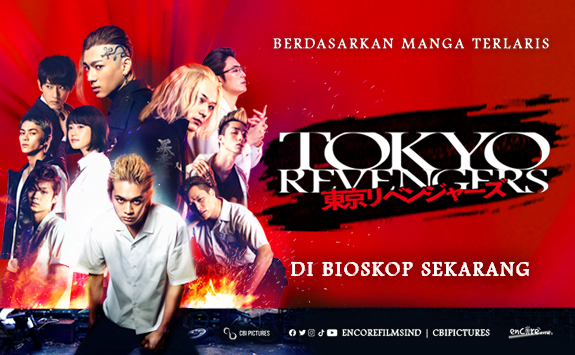 BERDASARKAN MANGA TERLARIS
TOKYO
REVENGERS
東京リベンジャーズ
DI BIOSKOP SEKARANG
CBI PICTURES
ENCOREFILMSIND | CBIPICTURES
encore